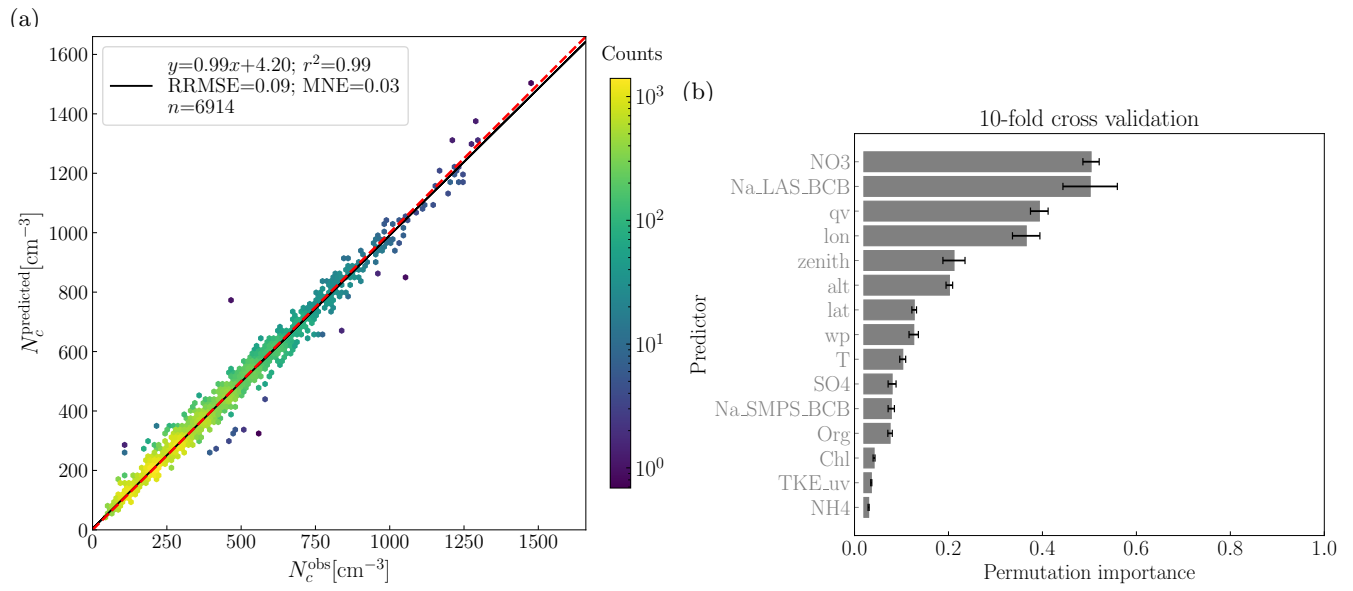 (a)
1600
1400
1200
1000
800
600
400
200
0
N_c^predicted [cm⁻³]
y=0.99x+4.20; r²=0.99
RRMSE=0.09; MNE=0.03
n=6914
0 250 500 750 1000 1250 1500
N_c^obs [cm⁻³]
Counts
10³
10²
10¹
10⁰
(b)
10-fold cross validation
Predictor
NO3
Na_LAS_BCB
qv
lon
zenith
alt
lat
wp
T
SO4
Na_SMPS_BCB
Org
Chl
TKE_uv
NH4
0.0 0.2 0.4 0.6 0.8 1.0
Permutation importance